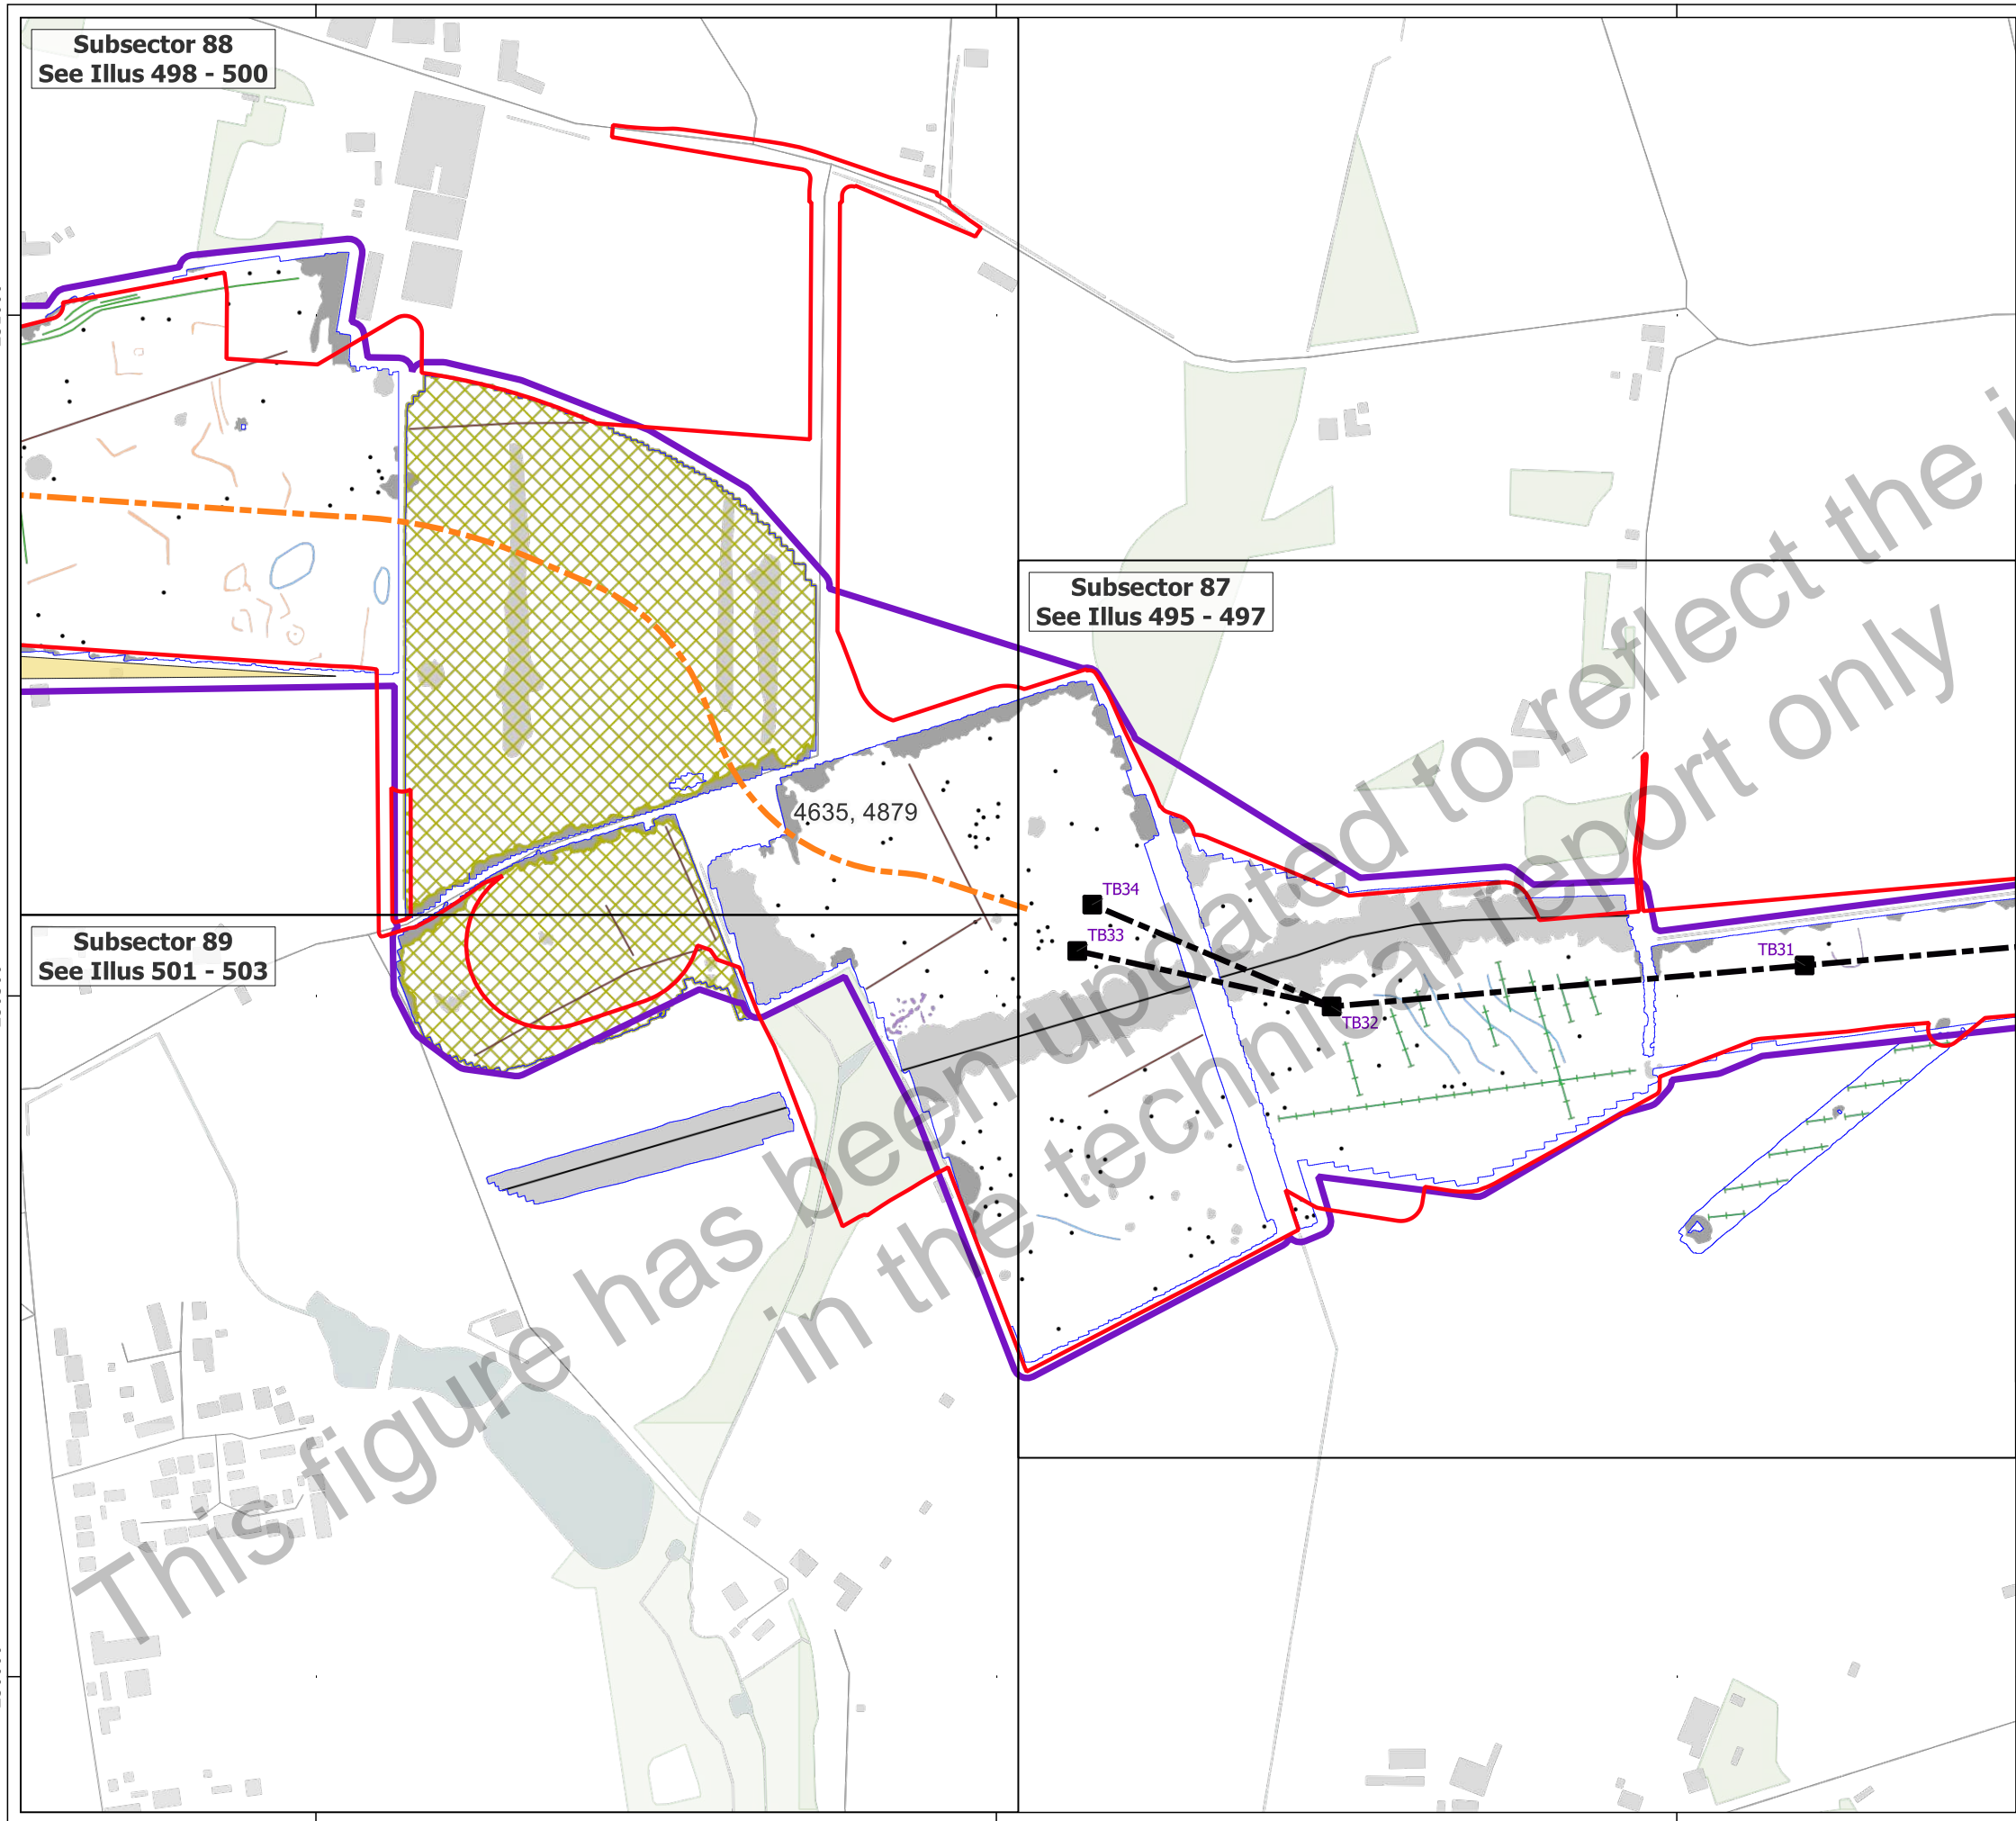 Subsector 88
See Illus 498 - 500
Subsector 87
See Illus 495 - 497
4635, 4879
TB34
TB33
TB31
TB32
Subsector 89
See Illus 501 - 503
This figure has been updated to reflect the i
in the technical report only